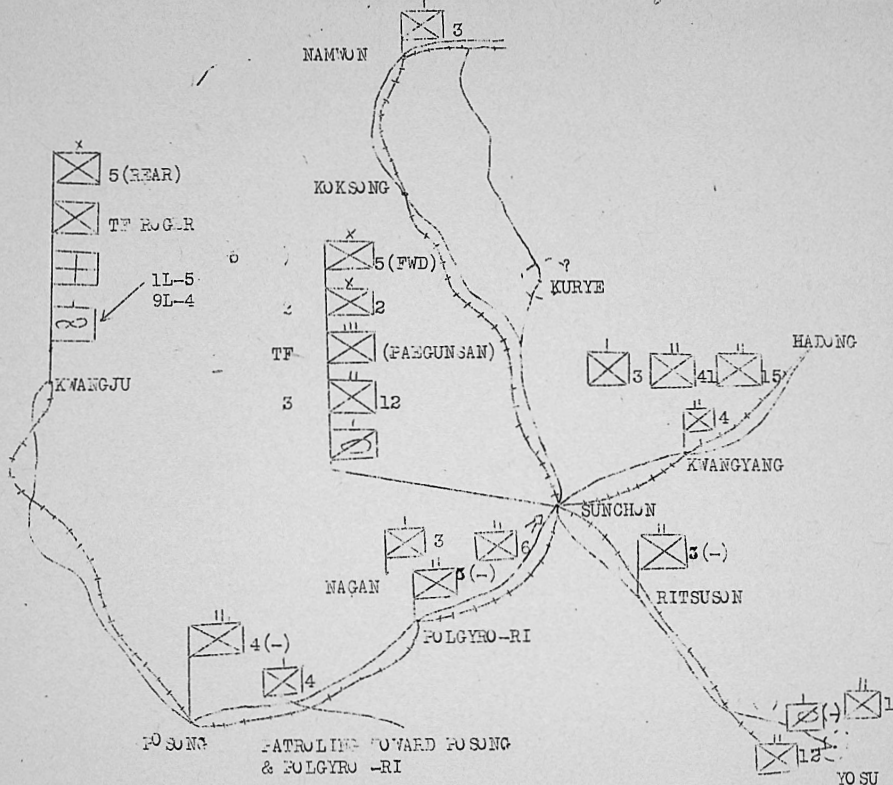 3
NAMWON
5(REAR)
TF ROGER
1L-5
9L-4
KWANGJU
KOKSONG
5(FWD)
2
TF (PAEGUNSAN)
3 12
?
KURYE
HADONG
3 41 15
4
KWANGYANG
SUNCHON
3
NAGAN
6
3(-)
POLGYRO-RI
3(-)
RITSUSON
4(-)
4
POSONG
PATROLING TOWARD POSONG
& POLGYRO-RI
(-) 1
12
YOSU